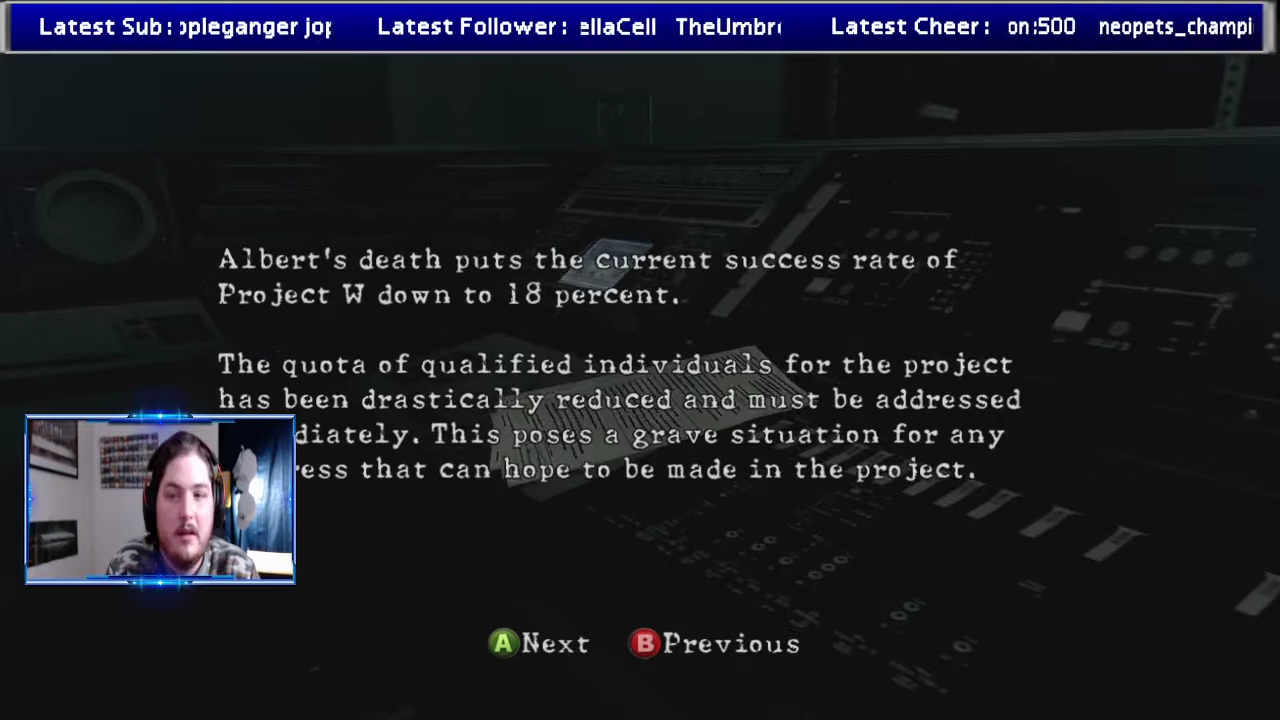 Latest Sub: opleganger jop Latest Follower: ellaCell TheUmbr Latest Cheer: on:500 neopets_champi
Albert's death puts the current success rate of
Project W down to 18 percent.
The quota of qualified individuals for the project
has been drastically reduced and must be addressed
diately. This poses a grave situation for any
ress that can hope to be made in the project.
A Next B Previous